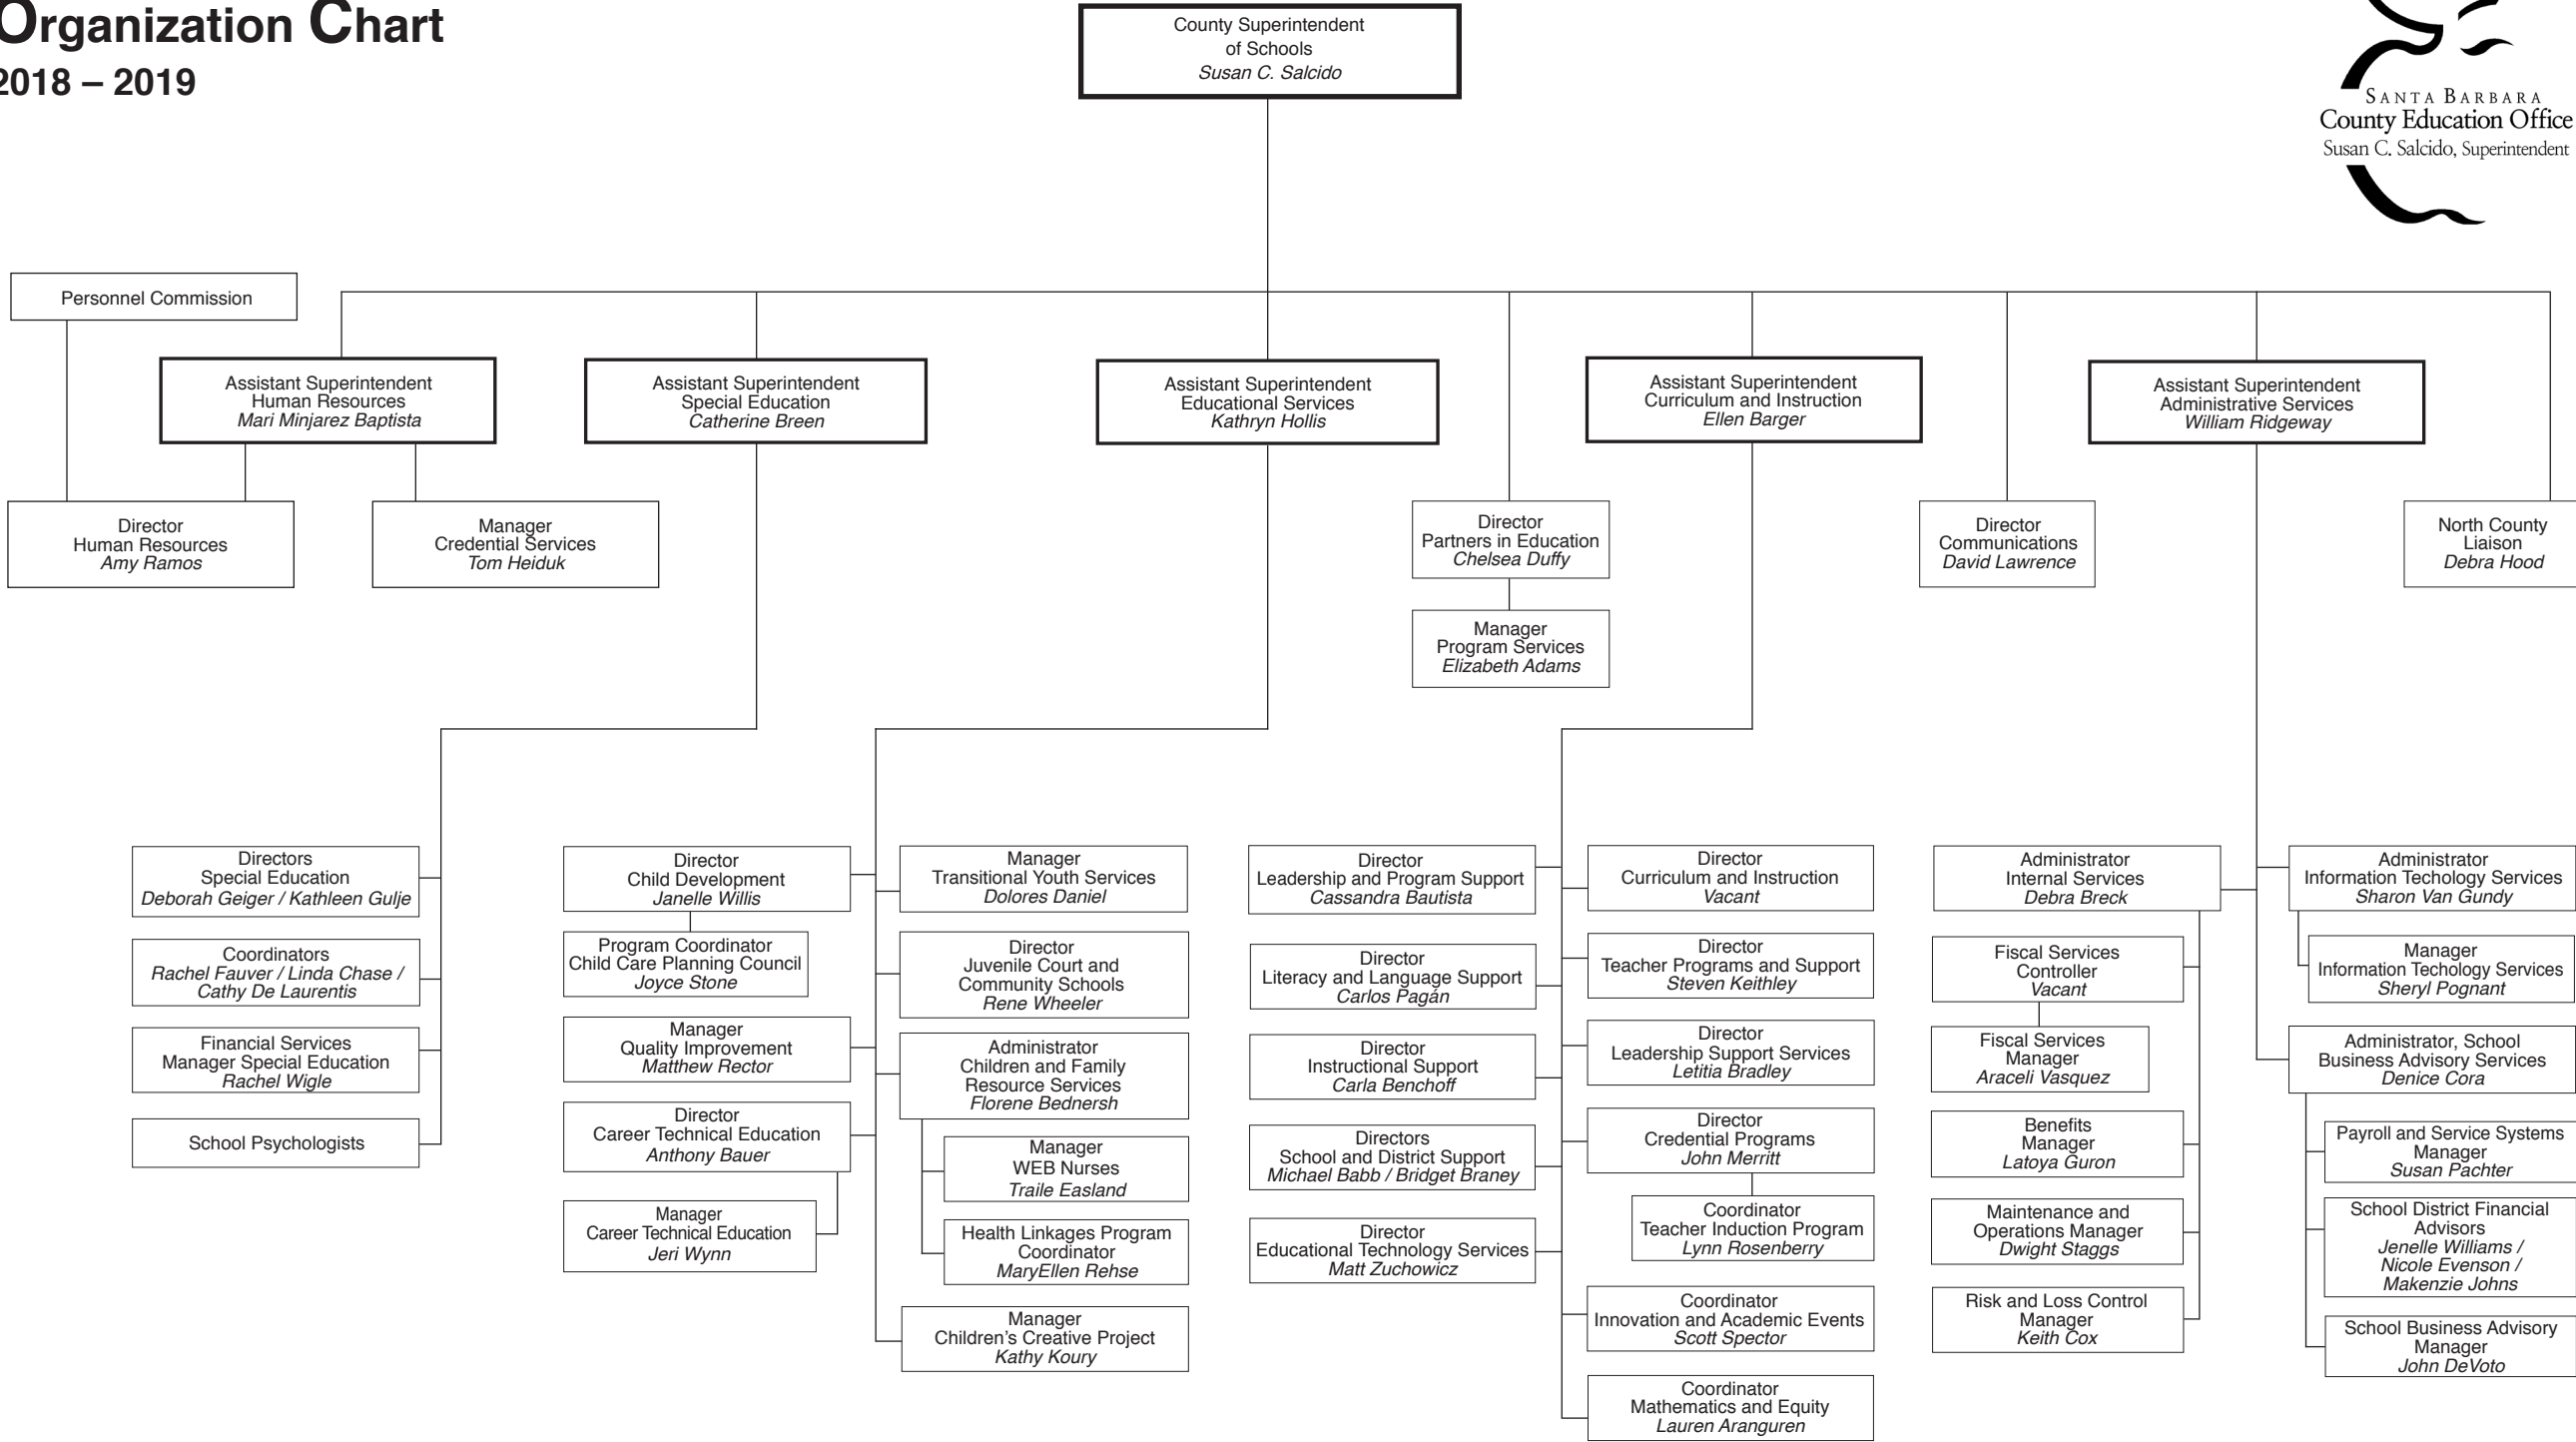 Organization Chart
2018 – 2019
County Superintendent
of Schools
Susan C. Salcido
SANTA BARBARA
County Education Office
Susan C. Salcido, Superintendent
Personnel Commission
Assistant Superintendent
Human Resources
Mari Minjarez Baptista
Assistant Superintendent
Special Education
Catherine Breen
Assistant Superintendent
Educational Services
Kathryn Hollis
Assistant Superintendent
Curriculum and Instruction
Ellen Barger
Assistant Superintendent
Administrative Services
William Ridgeway
Director
Human Resources
Amy Ramos
Manager
Credential Services
Tom Heiduk
Director
Partners in Education
Chelsea Duffy
Manager
Program Services
Elizabeth Adams
Director
Communications
David Lawrence
North County
Liaison
Debra Hood
Directors
Special Education
Deborah Geiger / Kathleen Gulje
Coordinators
Rachel Fauver / Linda Chase /
Cathy De Laurentis
Financial Services
Manager Special Education
Rachel Wigle
School Psychologists
Director
Child Development
Janelle Willis
Program Coordinator
Child Care Planning Council
Joyce Stone
Manager
Quality Improvement
Matthew Rector
Director
Career Technical Education
Anthony Bauer
Manager
Career Technical Education
Jeri Wynn
Manager
Transitional Youth Services
Dolores Daniel
Director
Juvenile Court and
Community Schools
Rene Wheeler
Administrator
Children and Family
Resource Services
Florene Bednersh
Manager
WEB Nurses
Traile Easland
Health Linkages Program
Coordinator
MaryEllen Rehse
Manager
Children's Creative Project
Kathy Koury
Director
Leadership and Program Support
Cassandra Bautista
Director
Literacy and Language Support
Carlos Pagán
Director
Instructional Support
Carla Benchoff
Directors
School and District Support
Michael Babb / Bridget Braney
Director
Educational Technology Services
Matt Zuchowicz
Director
Curriculum and Instruction
Vacant
Director
Teacher Programs and Support
Steven Keithley
Director
Leadership Support Services
Letitia Bradley
Director
Credential Programs
John Merritt
Coordinator
Teacher Induction Program
Lynn Rosenberry
Coordinator
Innovation and Academic Events
Scott Spector
Coordinator
Mathematics and Equity
Lauren Aranguren
Administrator
Internal Services
Debra Breck
Fiscal Services
Controller
Vacant
Fiscal Services
Manager
Araceli Vasquez
Benefits
Manager
Latoya Guron
Maintenance and
Operations Manager
Dwight Staggs
Risk and Loss Control
Manager
Keith Cox
Administrator
Information Techology Services
Sharon Van Gundy
Manager
Information Techology Services
Sheryl Pognant
Administrator, School
Business Advisory Services
Denice Cora
Payroll and Service Systems
Manager
Susan Pachter
School District Financial
Advisors
Jenelle Williams /
Nicole Evenson /
Makenzie Johns
School Business Advisory
Manager
John DeVoto